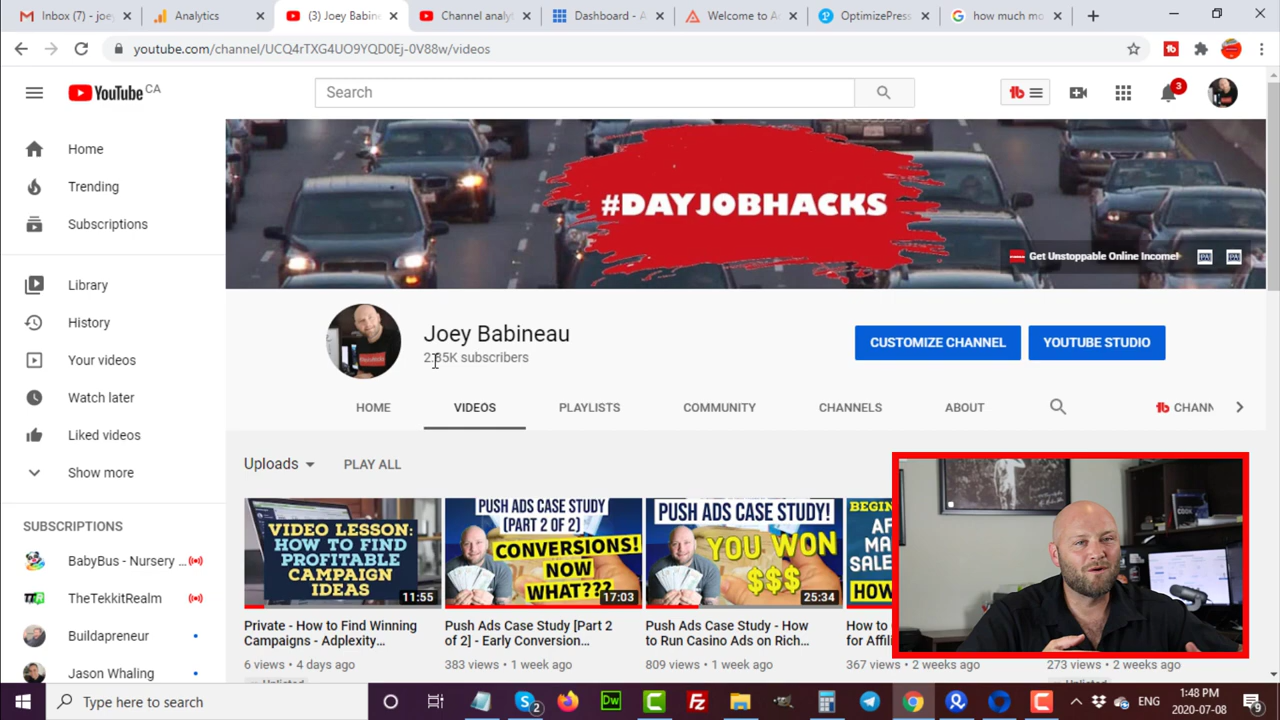 Inbox (7) - joey
Analytics
(3) Joey Babine
Channel analyt
Dashboard - A
Welcome to A
OptimizePress
how much mo
youtube.com/channel/UCQ4rTXG4UO9YQD0Ej-0V88w/videos
YouTube CA
Search
3
Home
Trending
Subscriptions
Library
History
Your videos
Watch later
Liked videos
Show more
SUBSCRIPTIONS
BabyBus - Nursery ...
TheTekkitRealm
Buildapreneur
Jason Whaling
#DAYJOBHACKS
Get Unstoppable Online Income!
Joey Babineau
subscribers
CUSTOMIZE CHANNEL
YOUTUBE STUDIO
HOME
VIDEOS
PLAYLISTS
COMMUNITY
CHANNELS
ABOUT
CHANN
Uploads
PLAY ALL
VIDEO LESSON:
HOW TO FIND
PROFITABLE
CAMPAIGN
IDEAS
11:55
PUSH ADS CASE STUDY
(PART 2 OF 2)
CONVERSIONS!
NOW
WHAT??
17:03
PUSH ADS CASE STUDY!
YOU WON
$$$
25:34
BEGIN
AF
MA
SALE
HOW
Private - How to Find Winning
Campaigns - Adplexity...
6 views • 4 days ago
Unlisted
Push Ads Case Study [Part 2
of 2] - Early Conversion...
383 views • 1 week ago
Push Ads Case Study - How
to Run Casino Ads on Rich...
809 views • 1 week ago
How to
for Affili
367 views • 2 weeks ago
273 views • 2 weeks ago
Unlisted
Type here to search
2
ENG
1:48 PM
2020-07-08
9